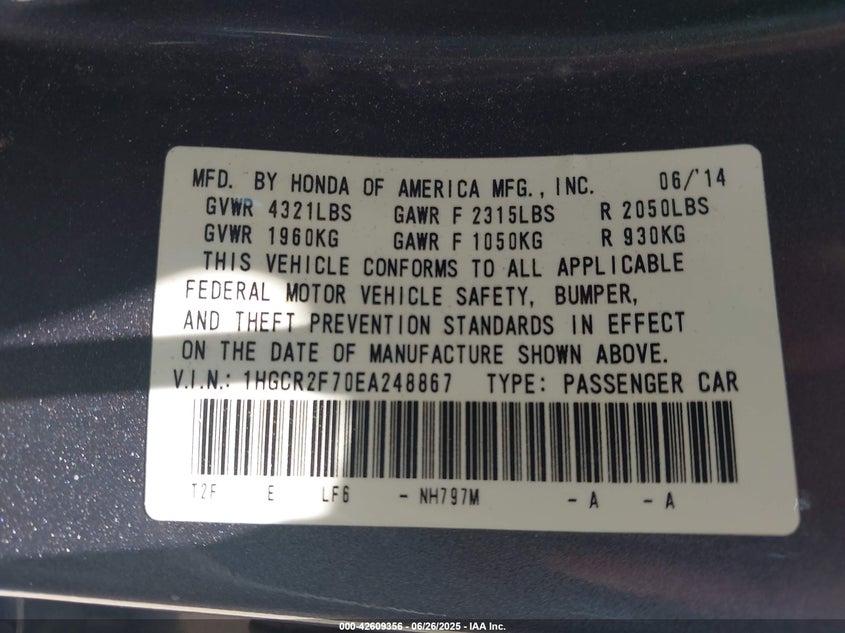 MFD. BY HONDA OF AMERICA MFG., INC. 06/'14
GVWR 4321LBS GAWR F 2315LBS R 2050LBS
GVWR 1960KG GAWR F 1050KG R 930KG
THIS VEHICLE CONFORMS TO ALL APPLICABLE
FEDERAL MOTOR VEHICLE SAFETY, BUMPER,
AND THEFT PREVENTION STANDARDS IN EFFECT
ON THE DATE OF MANUFACTURE SHOWN ABOVE.
V.I.N.: 1HGCR2F70EA248867 TYPE: PASSENGER CAR
T2F E LF6 - NH797M - A - A
000-42609356 - 06/26/2025 - IAA Inc.